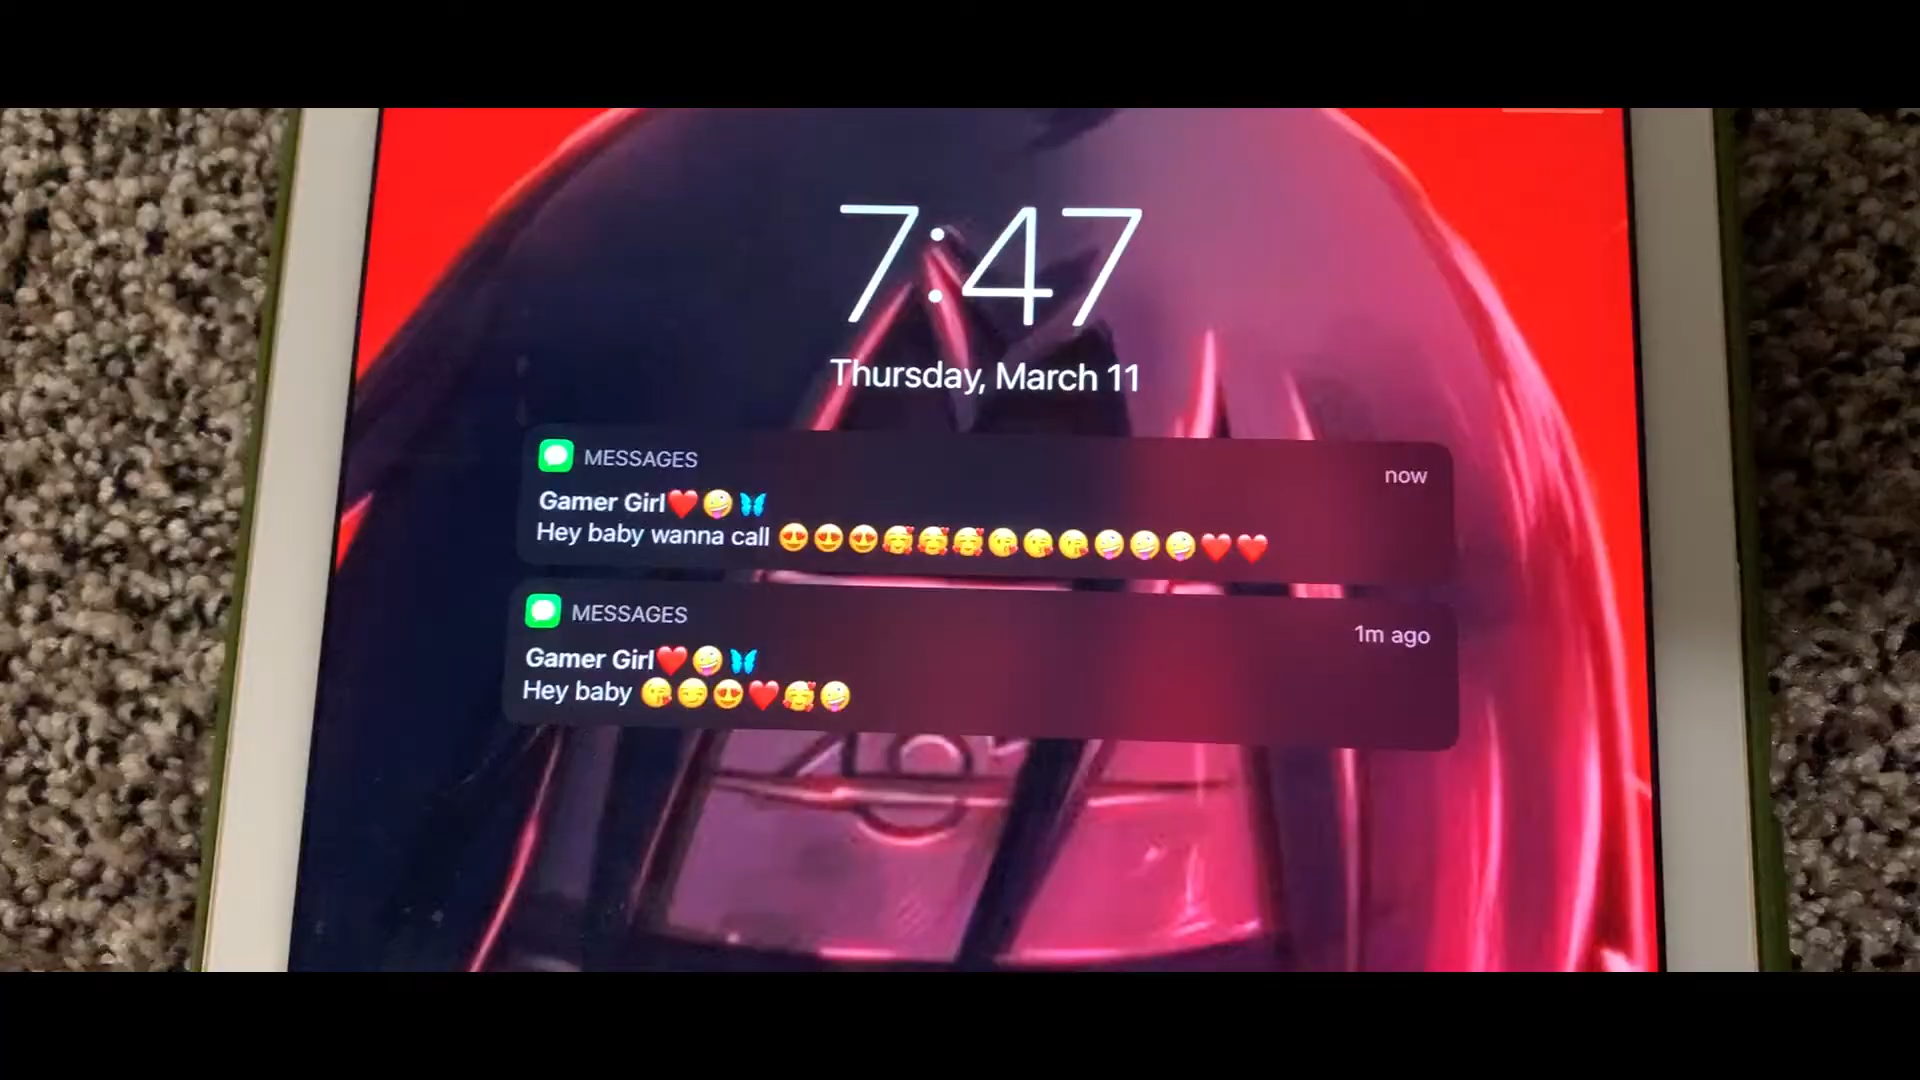 7:47
Thursday, March 11
MESSAGES
now
Gamer Girl❤️🤪🦋
Hey baby wanna call 😍😍😍🥰🥰🥰😘😘😘🤪🤪🤪❤️❤️
MESSAGES
1m ago
Gamer Girl❤️🤪🦋
Hey baby 😘😏😍❤️🥰🤪